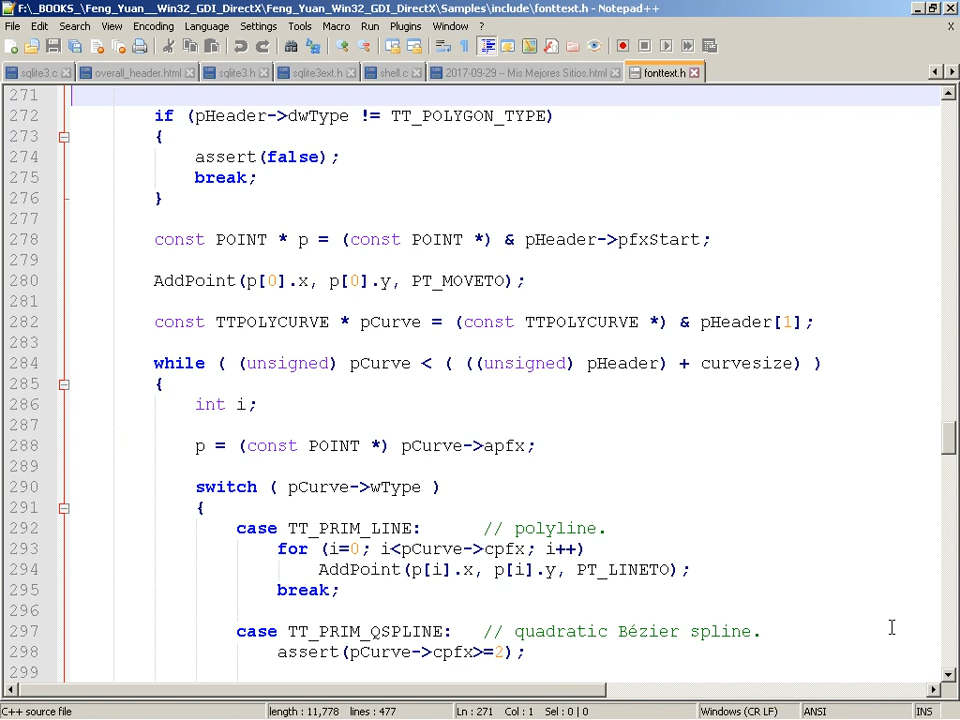 F:\_BOOKS_\Feng_Yuan__Win32_GDI_DirectX\Feng_Yuan_Win32_GDI_DirectX\Samples\include\fonttext.h - Notepad++
File Edit Search View Encoding Language Settings Tools Macro Run Plugins Window ? X
sqlite3.c overall_header.html sqlite3.h sqlite3ext.h shell.c 2017-09-29 -- Mis Mejores Sitios.html fonttext.h
271
272 if (pHeader->dwType != TT_POLYGON_TYPE)
273 {
274 assert(false);
275 break;
276 }
277
278 const POINT * p = (const POINT *) & pHeader->pfxStart;
279
280 AddPoint(p[0].x, p[0].y, PT_MOVETO);
281
282 const TTPOLYCURVE * pCurve = (const TTPOLYCURVE *) & pHeader[1];
283
284 while ( (unsigned) pCurve < ( ((unsigned) pHeader) + curvesize) )
285 {
286 int i;
287
288 p = (const POINT *) pCurve->apfx;
289
290 switch ( pCurve->wType )
291 {
292 case TT_PRIM_LINE: // polyline.
293 for (i=0; i<pCurve->cpfx; i++)
294 AddPoint(p[i].x, p[i].y, PT_LINETO);
295 break;
296
297 case TT_PRIM_QSPLINE: // quadratic Bézier spline.
298 assert(pCurve->cpfx>=2);
299
C++ source file length : 11,778 lines : 477 Ln : 271 Col : 1 Sel : 0 | 0 Windows (CR LF) ANSI INS